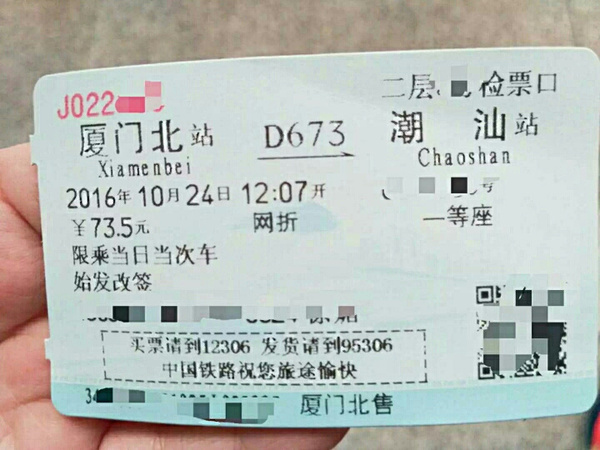 J022
二层 检票口
厦门北站 D673 潮汕站
Xiamenbei Chaoshan
2016年10月24日 12:07开 号
¥73.5元 网折 一等座
限乘当日当次车
始发改签
买票请到12306 发货请到95306
中国铁路祝您旅途愉快
厦门北售